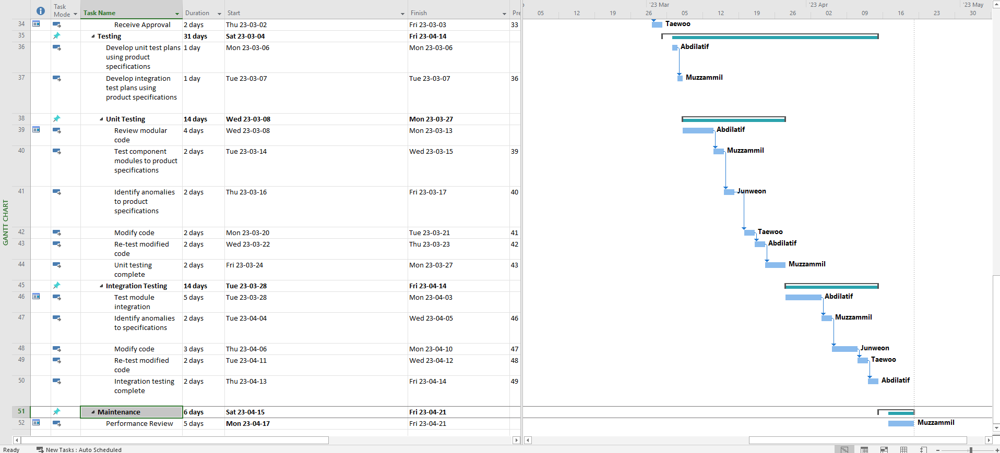 Task Mode Task Name Duration Start Finish Pre
'23 Mar '23 Apr '23 May
05 12 19 26 05 12 19 26 02 09 16 23 30
34 Receive Approval 2 days Thu 23-03-02 Fri 23-03-03 33 Taewoo
35 Testing 31 days Sat 23-03-04 Fri 23-04-14
36 Develop unit test plans 1 day Mon 23-03-06 Mon 23-03-06 Abdilatif
using product
specifications
37 Develop integration 1 day Tue 23-03-07 Tue 23-03-07 36 Muzzammil
test plans using
product specifications
38 Unit Testing 14 days Wed 23-03-08 Mon 23-03-27
39 Review modular 4 days Wed 23-03-08 Mon 23-03-13 Abdilatif
code
40 Test component 2 days Tue 23-03-14 Wed 23-03-15 39 Muzzammil
modules to product
specifications
41 Identify anomalies 2 days Thu 23-03-16 Fri 23-03-17 40 Junweon
to product
specifications
42 Modify code 2 days Mon 23-03-20 Tue 23-03-21 41 Taewoo
43 Re-test modified 2 days Wed 23-03-22 Thu 23-03-23 42 Abdilatif
code
44 Unit testing 2 days Fri 23-03-24 Mon 23-03-27 43 Muzzammil
complete
45 Integration Testing 14 days Tue 23-03-28 Fri 23-04-14
46 Test module 5 days Tue 23-03-28 Mon 23-04-03 Abdilatif
integration
47 Identify anomalies 2 days Tue 23-04-04 Wed 23-04-05 46 Muzzammil
to specifications
48 Modify code 3 days Thu 23-04-06 Mon 23-04-10 47 Junweon
49 Re-test modified 2 days Tue 23-04-11 Wed 23-04-12 48 Taewoo
code
50 Integration testing 2 days Thu 23-04-13 Fri 23-04-14 49 Abdilatif
complete
51 Maintenance 6 days Sat 23-04-15 Fri 23-04-21
52 Performance Review 5 days Mon 23-04-17 Fri 23-04-21 Muzzammil
GANTT CHART
Ready New Tasks : Auto Scheduled